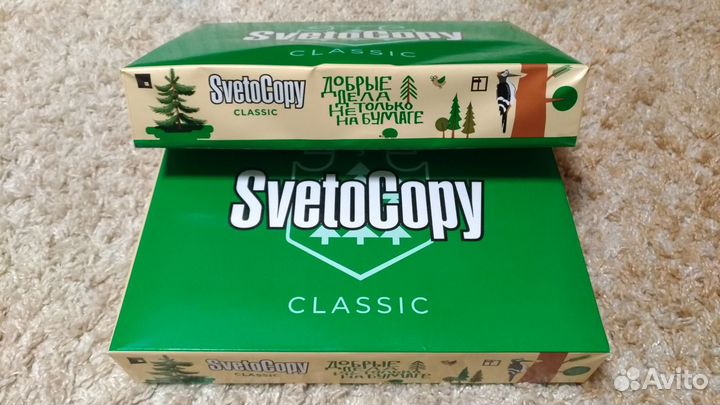 SvetoCopy
CLASSIC
SvetoCopy
CLASSIC
ДОБРЫЕ
ДЕЛА
НЕ ТОЛЬКО
НА БУМАГЕ
SvetoCopy
CLASSIC
SvetoCopy
CLASSIC
ДОБРЫЕ
ДЕЛА
НЕ ТОЛЬКО
НА БУМАГЕ
Avito